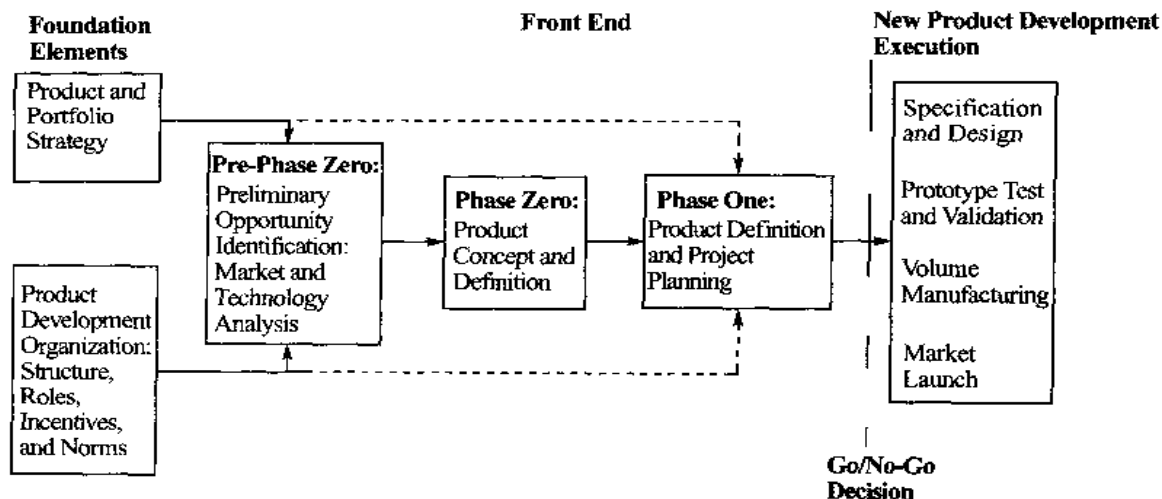 Foundation
Elements
Front End
New Product Development
Execution
Product and
Portfolio
Strategy
Product
Development
Organization:
Structure,
Roles,
Incentives,
and Norms
Pre-Phase Zero:
Preliminary
Opportunity
Identification:
Market and
Technology
Analysis
Phase Zero:
Product
Concept and
Definition
Phase One:
Product Definition
and Project
Planning
Specification
and Design
Prototype Test
and Validation
Volume
Manufacturing
Market
Launch
Go/No-Go
Decision